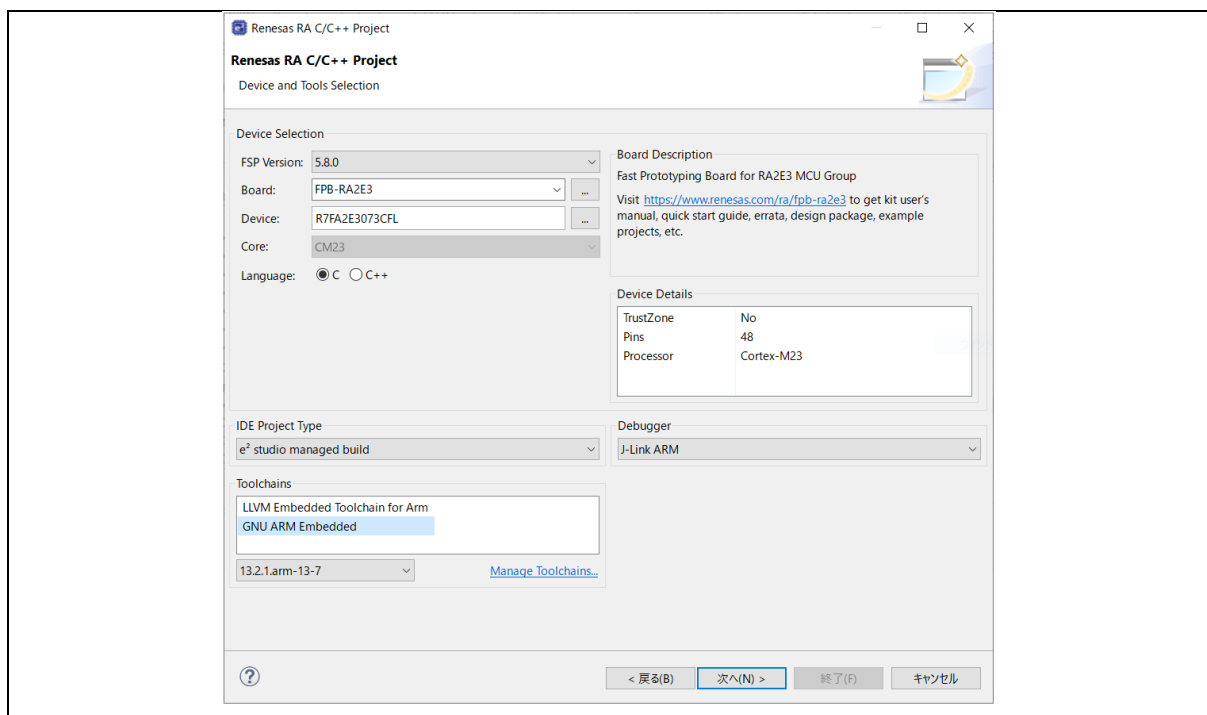 Renesas RA C/C++ Project
Renesas RA C/C++ Project
Device and Tools Selection
Device Selection
FSP Version: 5.8.0
Board: FPB-RA2E3 ...
Device: R7FA2E3073CFL ...
Core: CM23
Language: C C++
Board Description
Fast Prototyping Board for RA2E3 MCU Group
Visit https://www.renesas.com/ra/fpb-ra2e3 to get kit user's
manual, quick start guide, errata, design package, example
projects, etc.
Device Details
TrustZone No
Pins 48
Processor Cortex-M23
IDE Project Type
e² studio managed build
Debugger
J-Link ARM
Toolchains
LLVM Embedded Toolchain for Arm
GNU ARM Embedded
13.2.1.arm-13-7
Manage Toolchains...
?
< 戻る(B) 次へ(N) > 終了(F) キャンセル